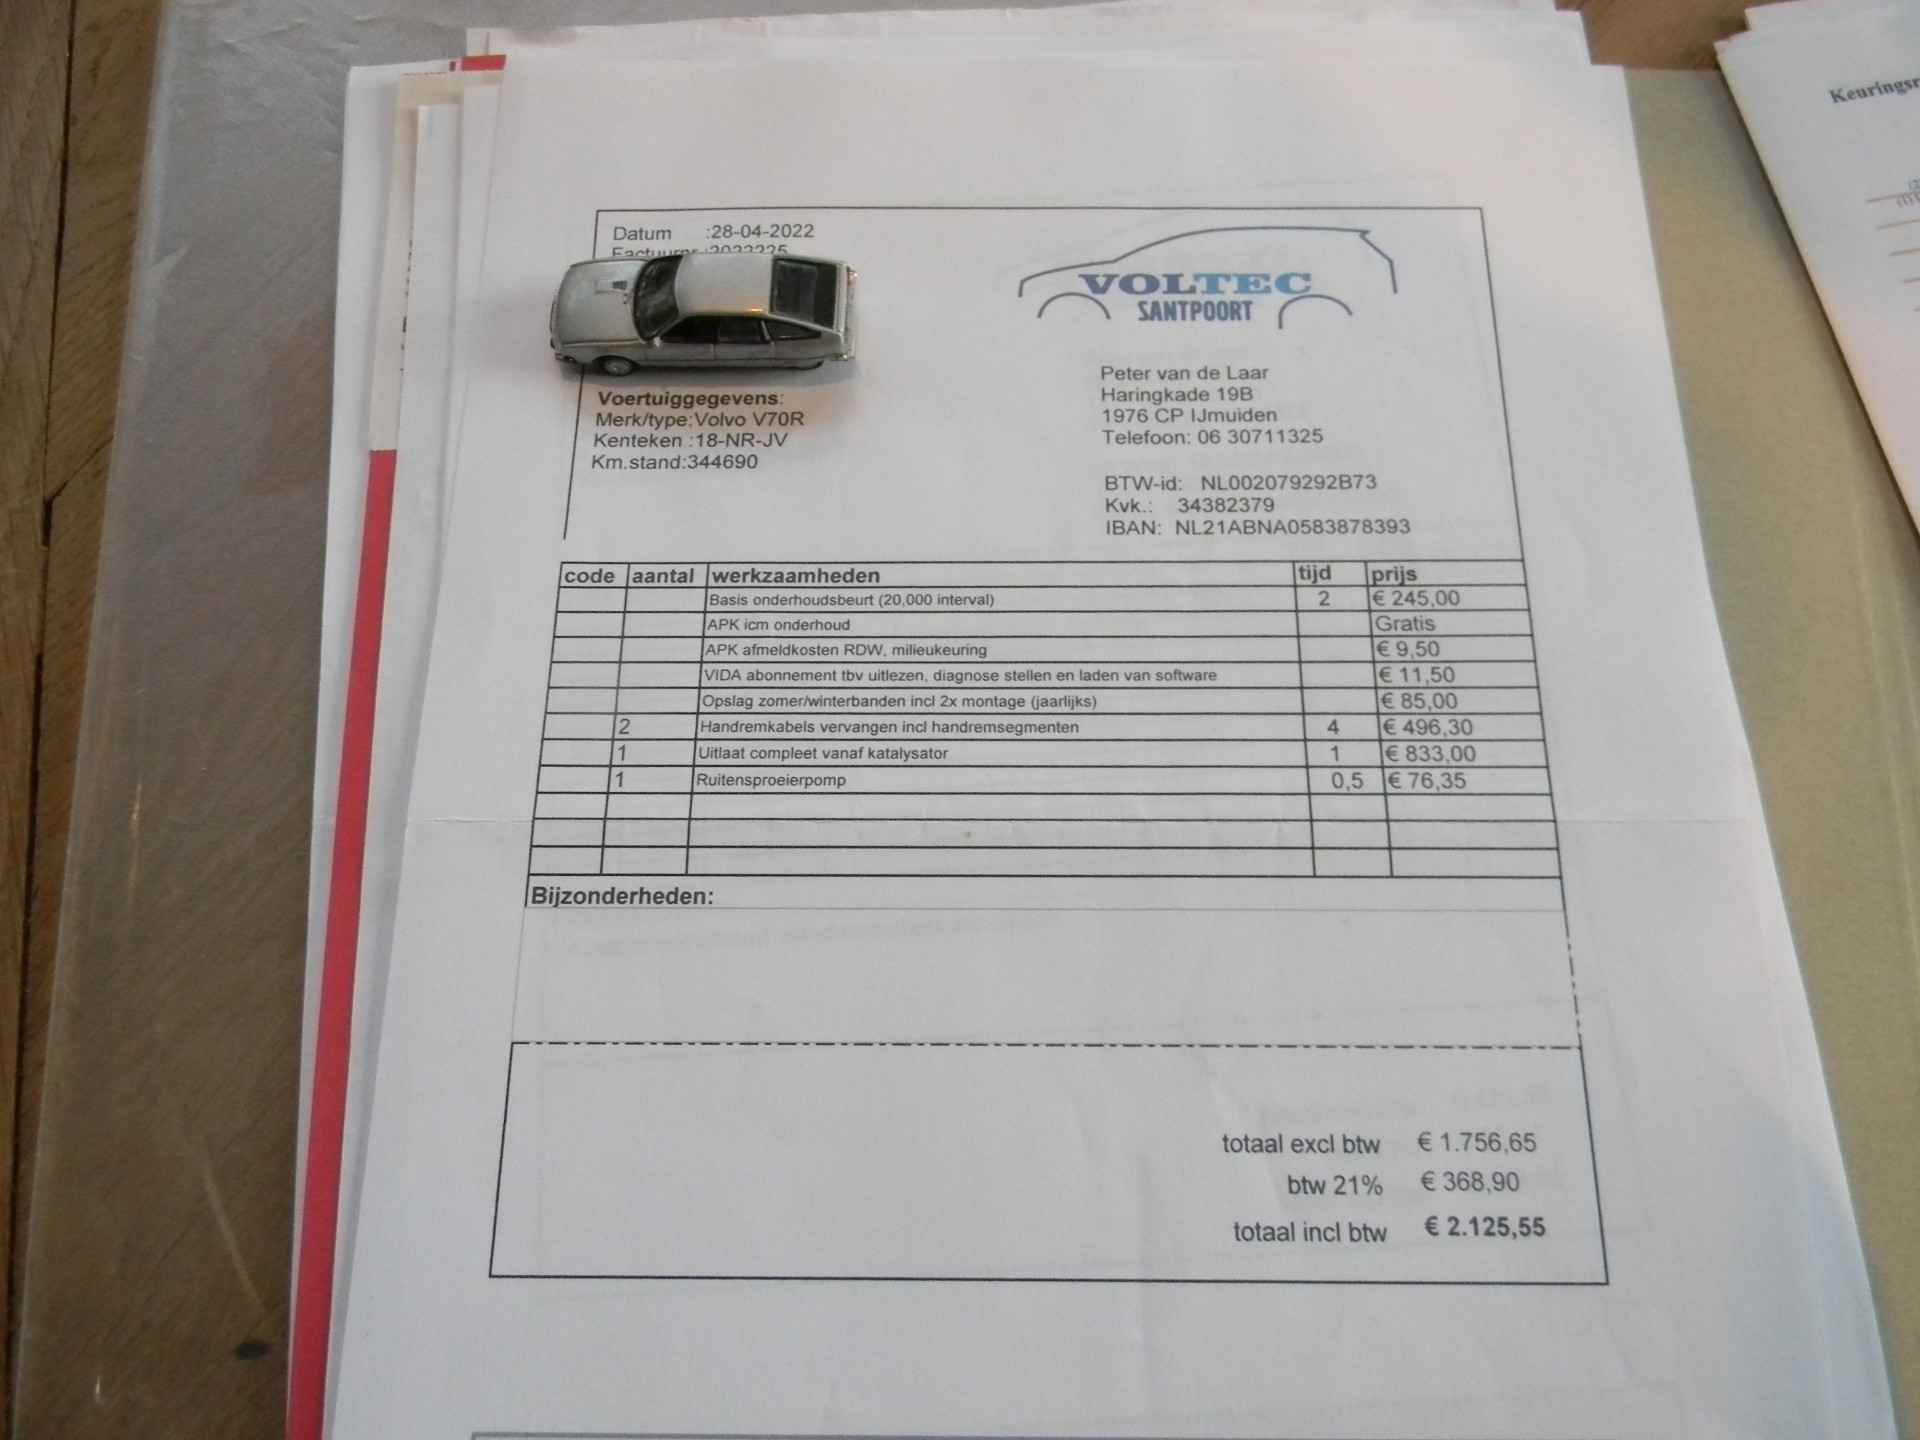 Keuringsr
Datum :28-04-2022
Factuurnr :2022225
VOLTEC
SANTPOORT
Peter van de Laar
Haringkade 19B
1976 CP IJmuiden
Telefoon: 06 30711325
BTW-id: NL002079292B73
Kvk.: 34382379
IBAN: NL21ABNA0583878393
Voertuiggegevens:
Merk/type:Volvo V70R
Kenteken :18-NR-JV
Km.stand:344690
code aantal werkzaamheden tijd prijs
Basis onderhoudsbeurt (20,000 interval) 2 € 245,00
APK icm onderhoud Gratis
APK afmeldkosten RDW, milieukeuring € 9,50
VIDA abonnement tbv uitlezen, diagnose stellen en laden van software € 11,50
Opslag zomer/winterbanden incl 2x montage (jaarlijks) € 85,00
2 Handremkabels vervangen incl handremsegmenten 4 € 496,30
1 Uitlaat compleet vanaf katalysator 1 € 833,00
1 Ruitensproeierpomp 0,5 € 76,35
Bijzonderheden:
totaal excl btw € 1.756,65
btw 21% € 368,90
totaal incl btw € 2.125,55